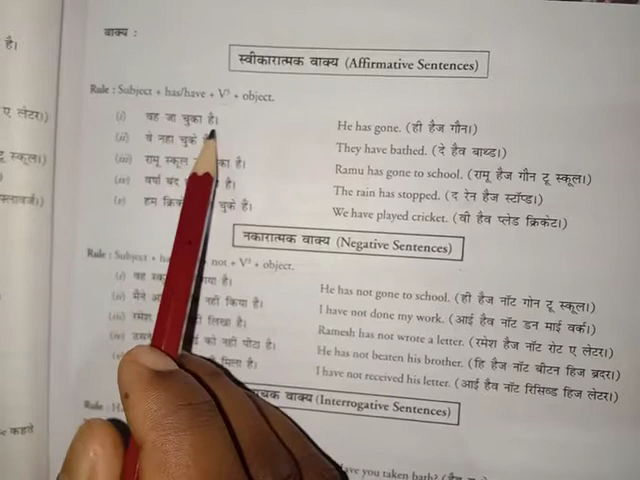 वाक्य :
स्वीकारात्मक वाक्य (Affirmative Sentences)
है।
Rule : Subject + has/have + V³ + object.
(i) वह जा चुका है। He has gone. (ही हैज गौन।)
ए लेटर।)
(ii) वे नहा चुके They have bathed. (दे हैव बाथ्ड।)
(iii) रामू स्कूल है। Ramu has gone to school. (रामू हैज गौन टू स्कूल।)
स्कूल।)
(iv) वर्षा बंद है। The rain has stopped. (द रेन हैज स्टॉप्ड।)
(v) हम चुके है। We have played cricket. (वी हैव प्लेड क्रिकेट।)
नकारात्मक वाक्य (Negative Sentences)
Rule : Subject + not + V³ + object.
(i) वह है। He has not gone to school. (ही हैज नॉट गोन टू स्कूल।)
(ii) मैंने नहीं किया है। I have not done my work. (आई हैव नॉट डन माई वर्क।)
(iii) रमेश लिखा है। Ramesh has not wrote a letter. (रमेश हैज नॉट रोट ए लेटर।)
(iv) को नही पीटा है। He has not beaten his brother. (हि हैज नॉट बीटन हिज ब्रदर।)
मिला है। I have not received his letter. (आई हैव नॉट रिसिव्ड हिज लेटर।)
वाक्य (Interrogative Sentences)
Rule :
कहते
you taken bath?